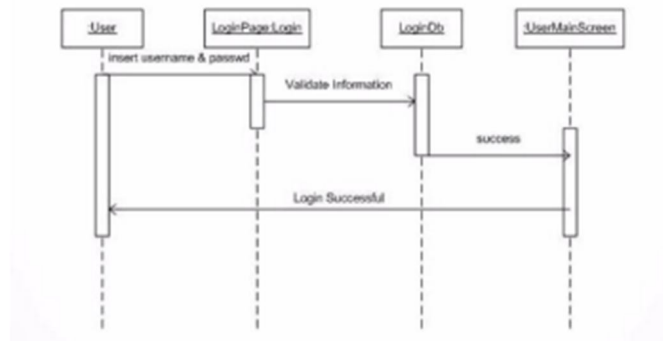 :User
LoginPage:Login
LoginDb
:UserMainScreen
insert username & passwd
Validate Information
success
Login Successful